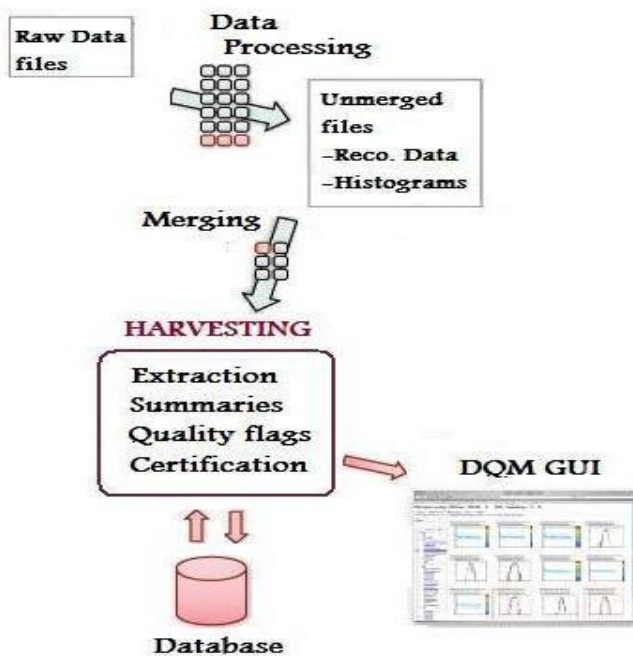 Raw Data
files
Data
Processing
Unmerged
files
-Reco. Data
-Histograms
Merging
HARVESTING
Extraction
Summaries
Quality flags
Certification
DQM GUI
Database